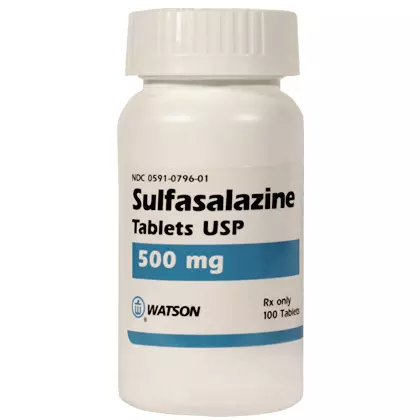 NDC 0591-0796-01
Sulfasalazine
Tablets USP
500 mg
WATSON
®
Rx only
100 Tablets